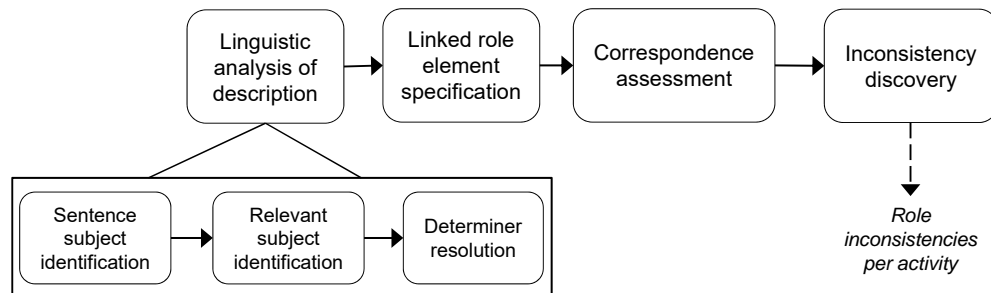 Linguistic
analysis of
description
Linked role
element
specification
Correspondence
assessment
Inconsistency
discovery
Sentence
subject
identification
Relevant
subject
identification
Determiner
resolution
Role
inconsistencies
per activity